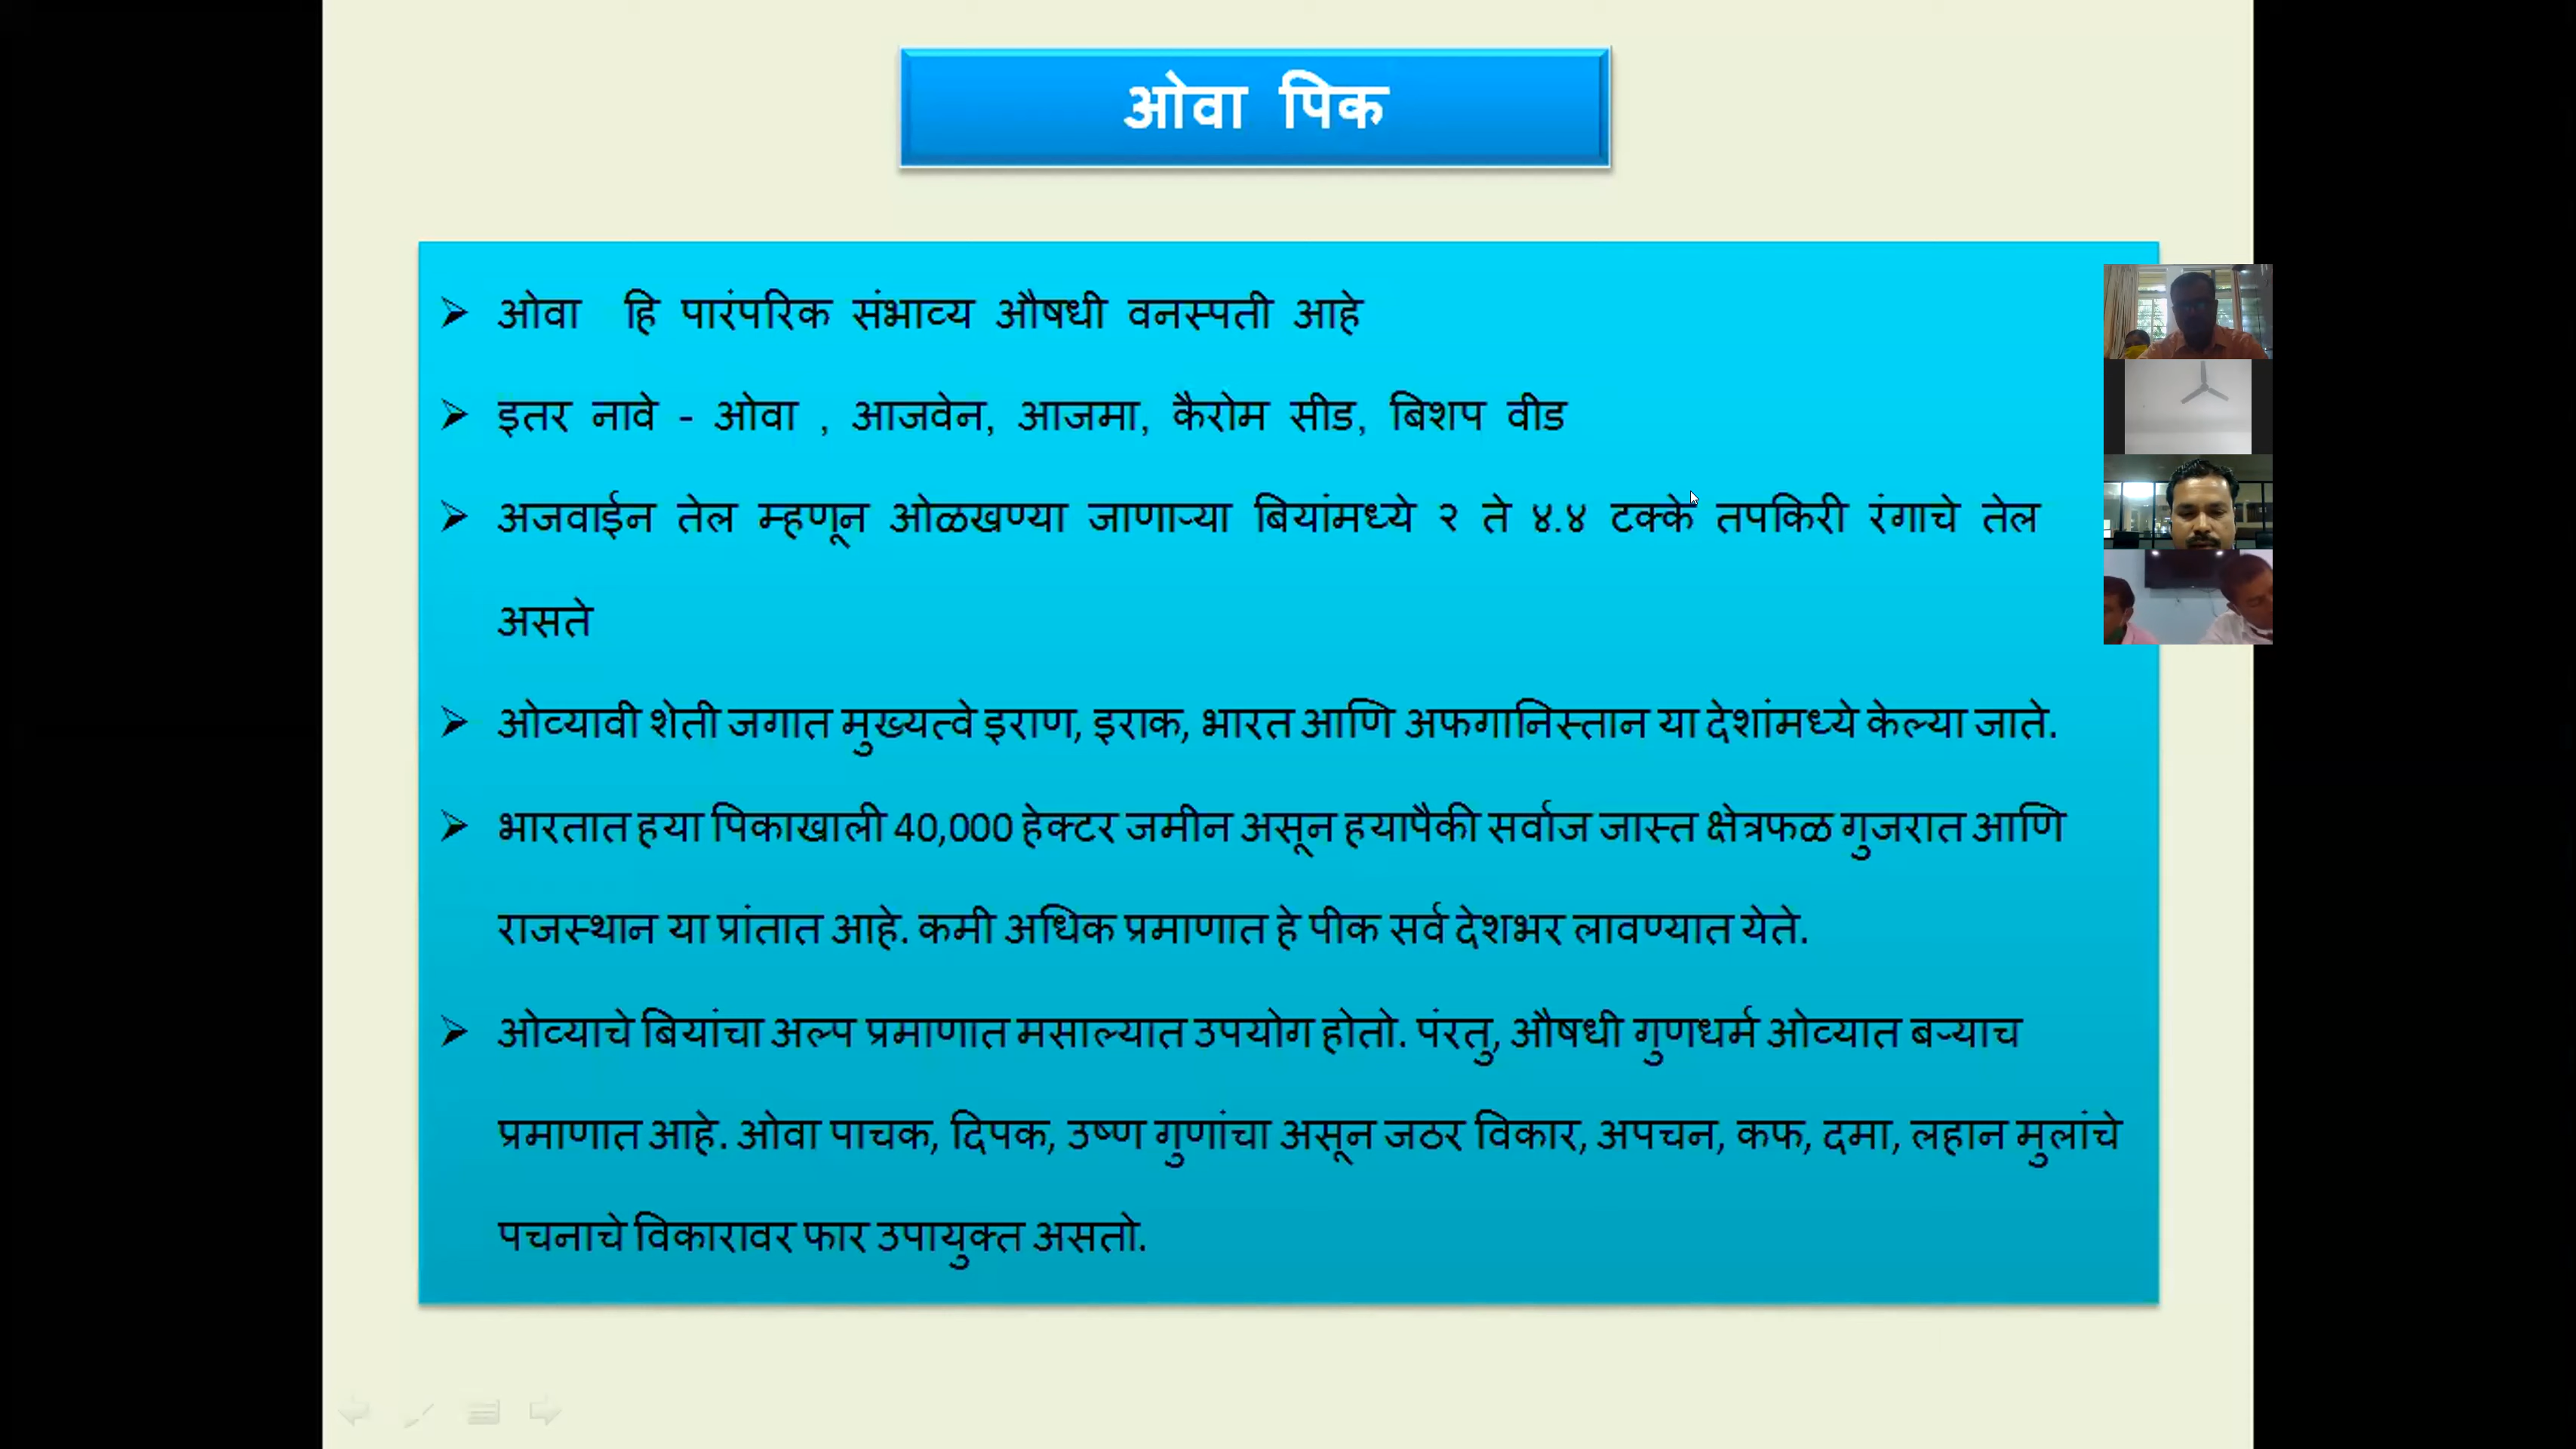 ओवा पिक
ओवा हि पारंपरिक संभाव्य औषधी वनस्पती आहे
इतर नावे - ओवा , आजवेन, आजमा, कैरोम सीड, बिशप वीड
अजवाईन तेल म्हणून ओळखण्या जाणाऱ्या बियांमध्ये २ ते ४.४ टक्के तपकिरी रंगाचे तेल
असते
ओव्यावी शेती जगात मुख्यत्वे इराण, इराक, भारत आणि अफगानिस्तान या देशांमध्ये केल्या जाते.
भारतात हया पिकाखाली 40,000 हेक्टर जमीन असून हयापैकी सर्वाज जास्त क्षेत्रफळ गुजरात आणि
राजस्थान या प्रांतात आहे. कमी अधिक प्रमाणात हे पीक सर्व देशभर लावण्यात येते.
ओव्याचे बियांचा अल्प प्रमाणात मसाल्यात उपयोग होतो. पंरतु, औषधी गुणधर्म ओव्यात बऱ्याच
प्रमाणात आहे. ओवा पाचक, दिपक, उष्ण गुणांचा असून जठर विकार, अपचन, कफ, दमा, लहान मुलांचे
पचनाचे विकारावर फार उपायुक्त असतो.